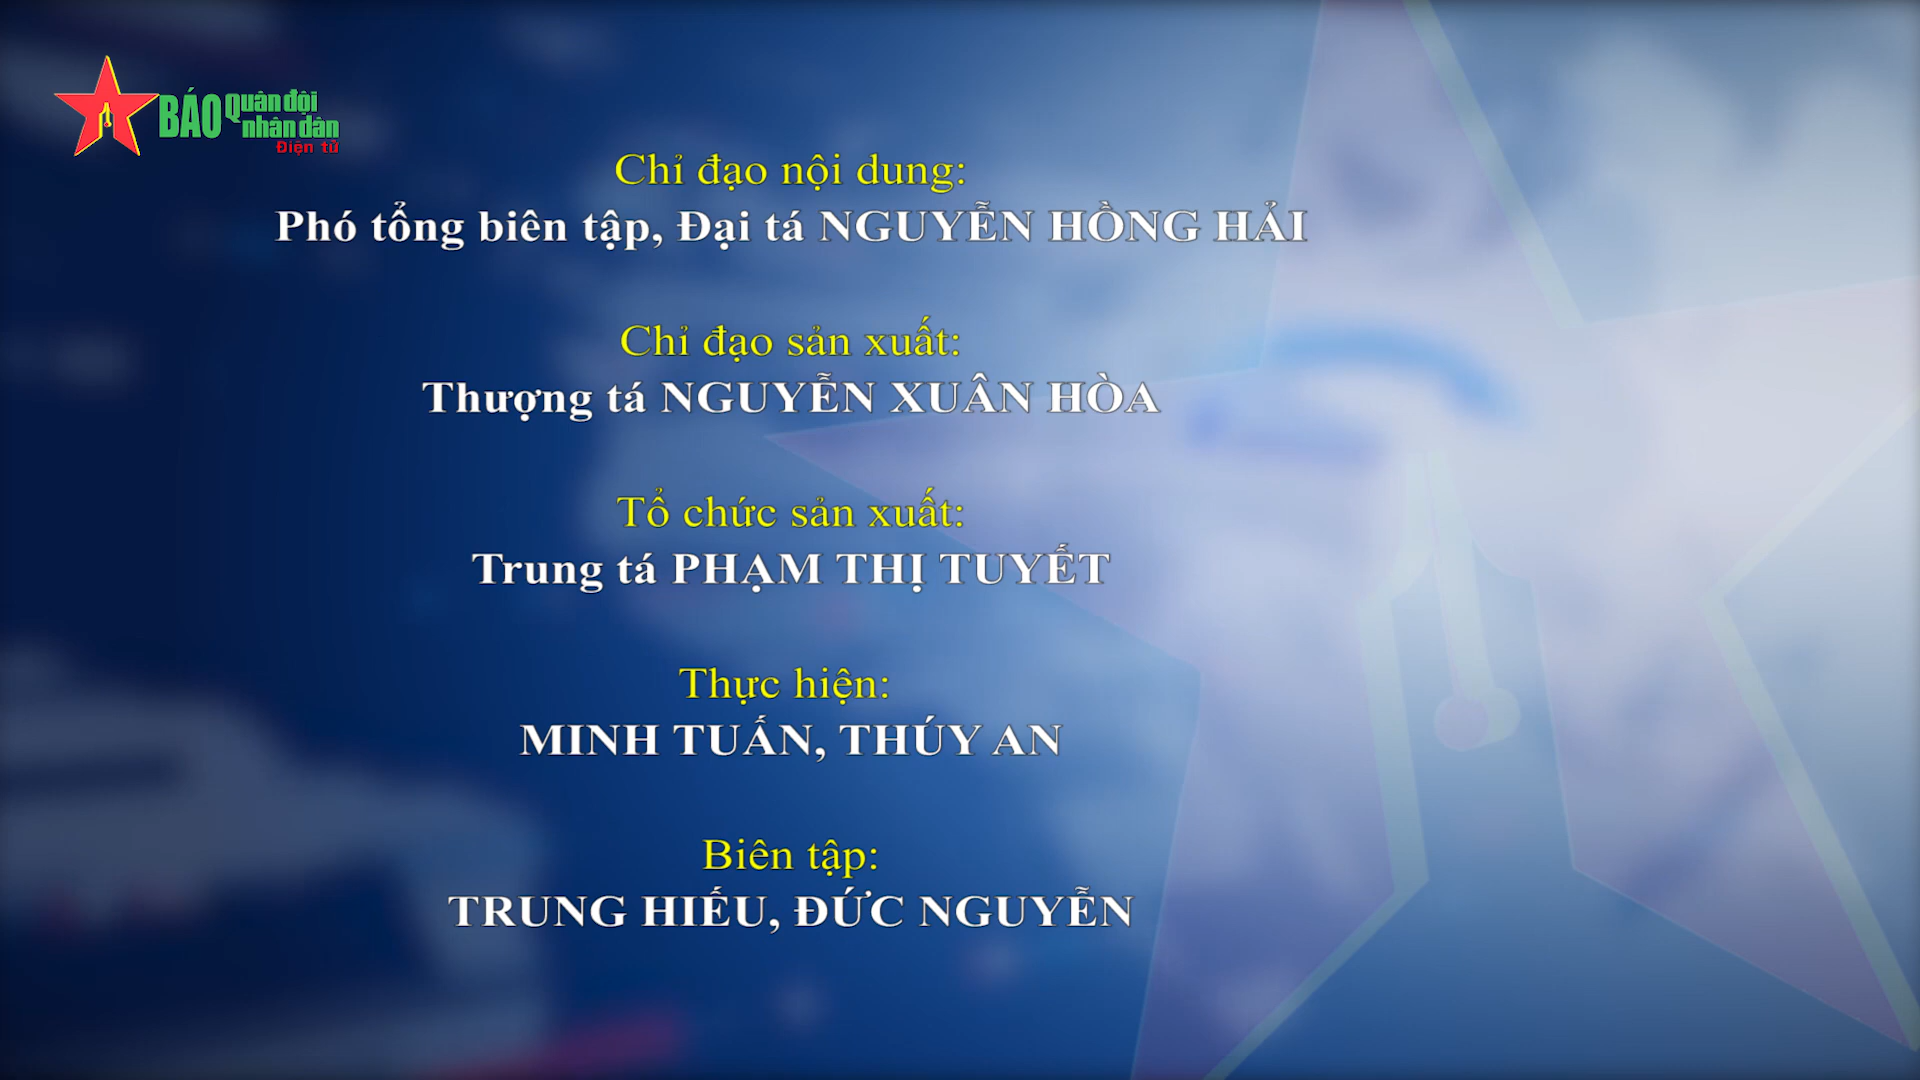 BÁO Quân đội
nhân dân
Điện tử
Chỉ đạo nội dung:
Phó tổng biên tập, Đại tá NGUYỄN HỒNG HẢI
Chỉ đạo sản xuất:
Thượng tá NGUYỄN XUÂN HÒA
Tổ chức sản xuất:
Trung tá PHẠM THỊ TUYẾT
Thực hiện:
MINH TUẤN, THÚY AN
Biên tập:
TRUNG HIẾU, ĐỨC NGUYỄN